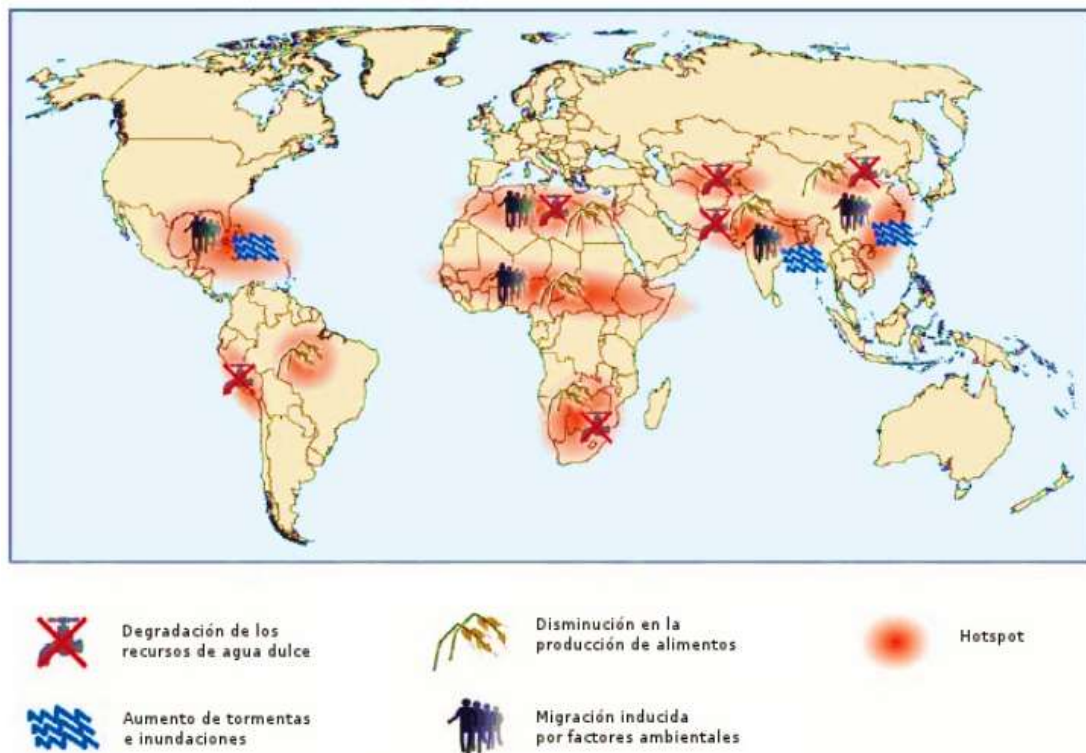 Degradación de los
recursos de agua dulce
Disminución en la
producción de alimentos
Hotspot
Aumento de tormentas
e inundaciones
Migración inducida
por factores ambientales